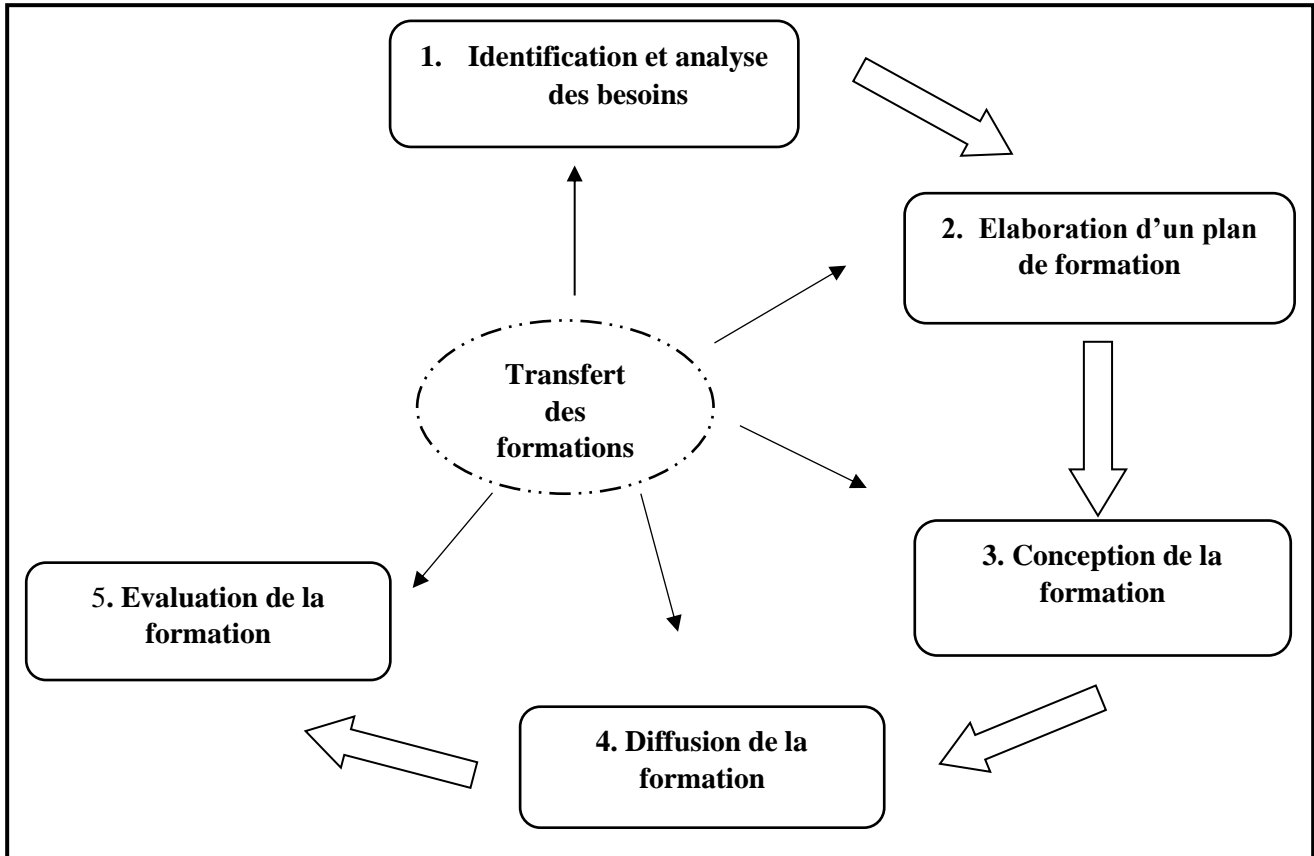 1. Identification et analyse
des besoins
2. Elaboration d’un plan
de formation
Transfert
des
formations
3. Conception de la
formation
5. Evaluation de la
formation
4. Diffusion de la
formation